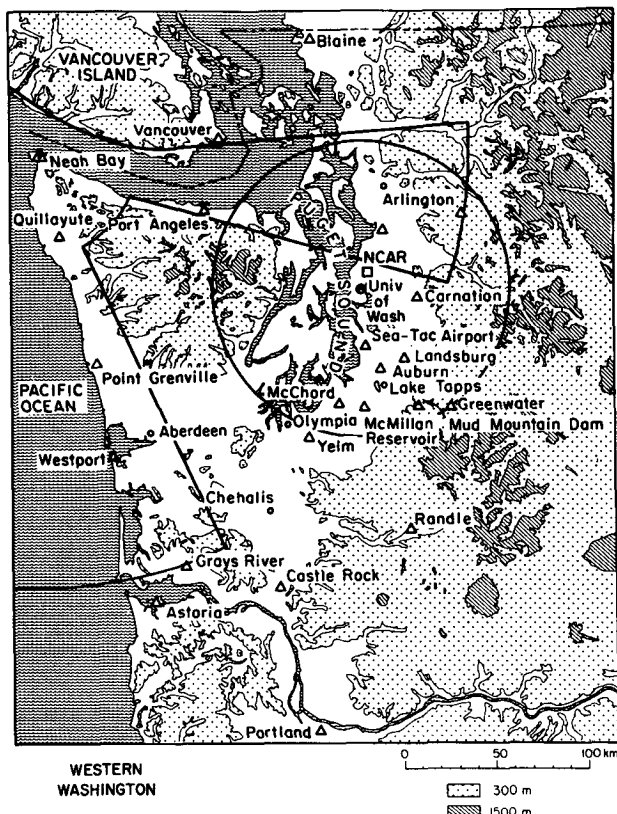 Blaine
VANCOUVER
ISLAND
Vancouver
Neah Bay
Arlington
Quillayute
Port Angeles
PUGET SOUND
NCAR
Univ
of
Wash
Carnation
Sea-Tac Airport
Landsburg
Auburn
Lake Tapps
Point Grenville
PACIFIC
OCEAN
McChord
Greenwater
Olympia
McMillan
Reservoir
Mud Mountain Dam
Yelm
Aberdeen
Westport
Chehalis
Randle
Grays River
Castle Rock
Astoria
Portland
0 50 100 km
WESTERN
WASHINGTON
300 m
1500 m